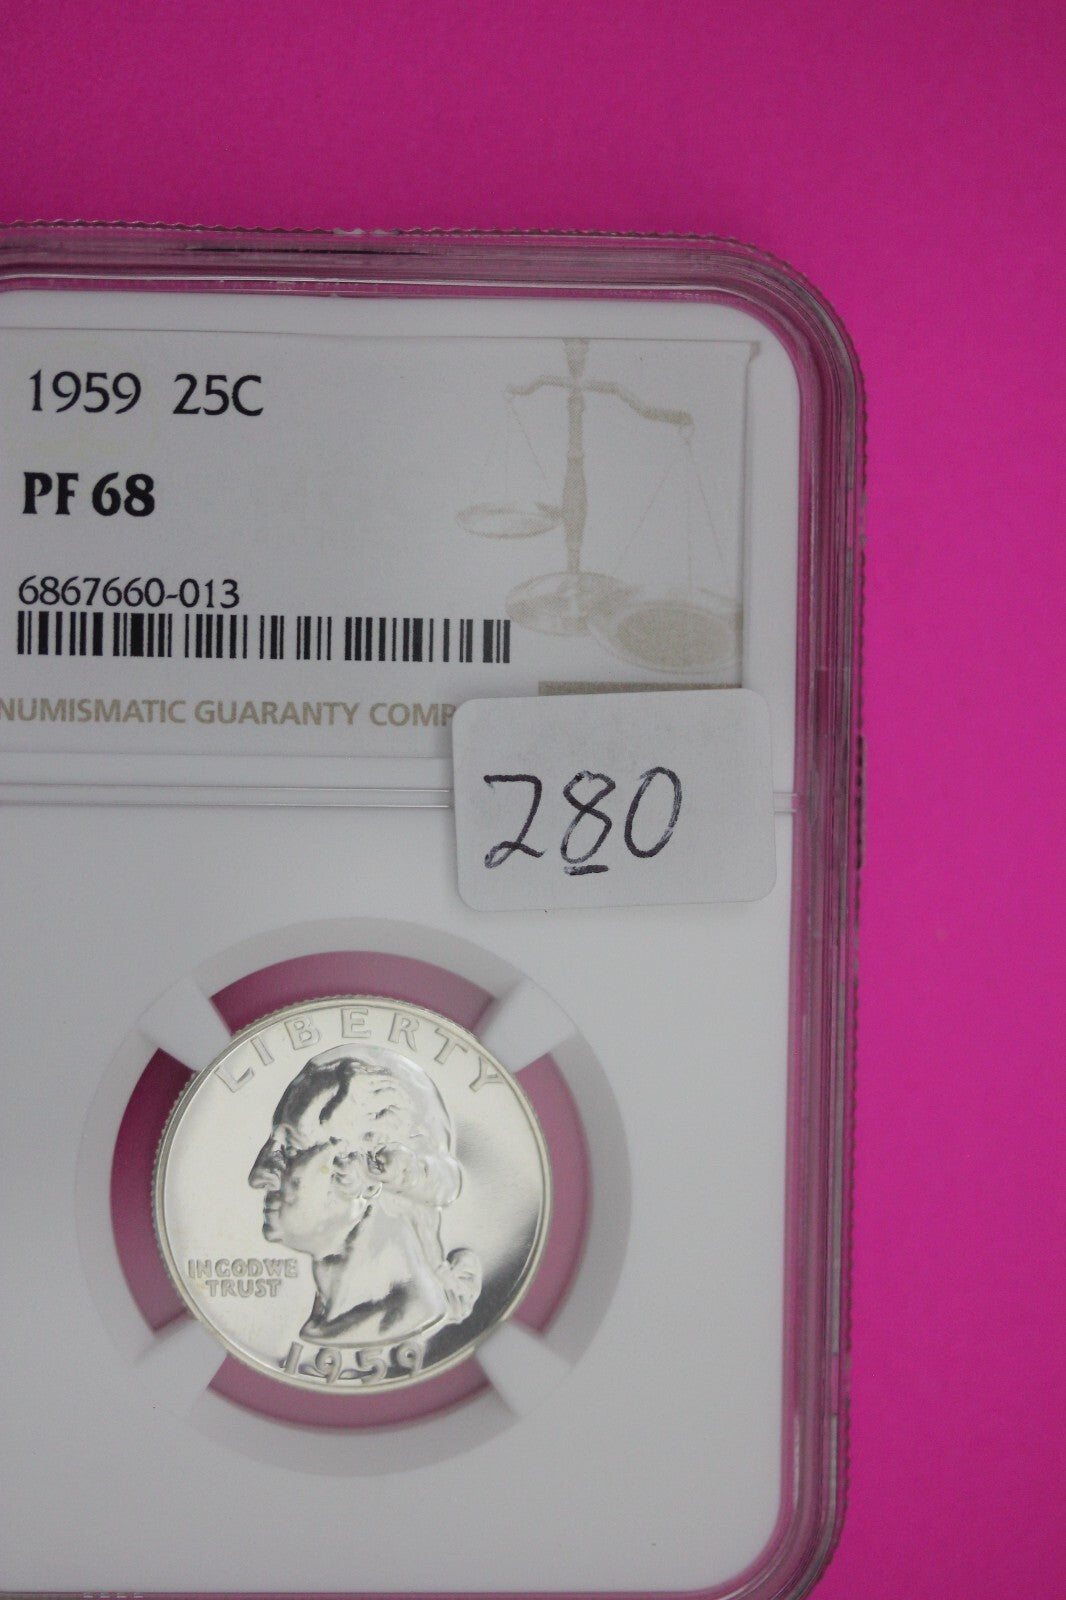 1959 25C
PF 68
6867660-013
NUMISMATIC GUARANTY COMP
280
LIBERTY
IN GOD WE
TRUST
1959